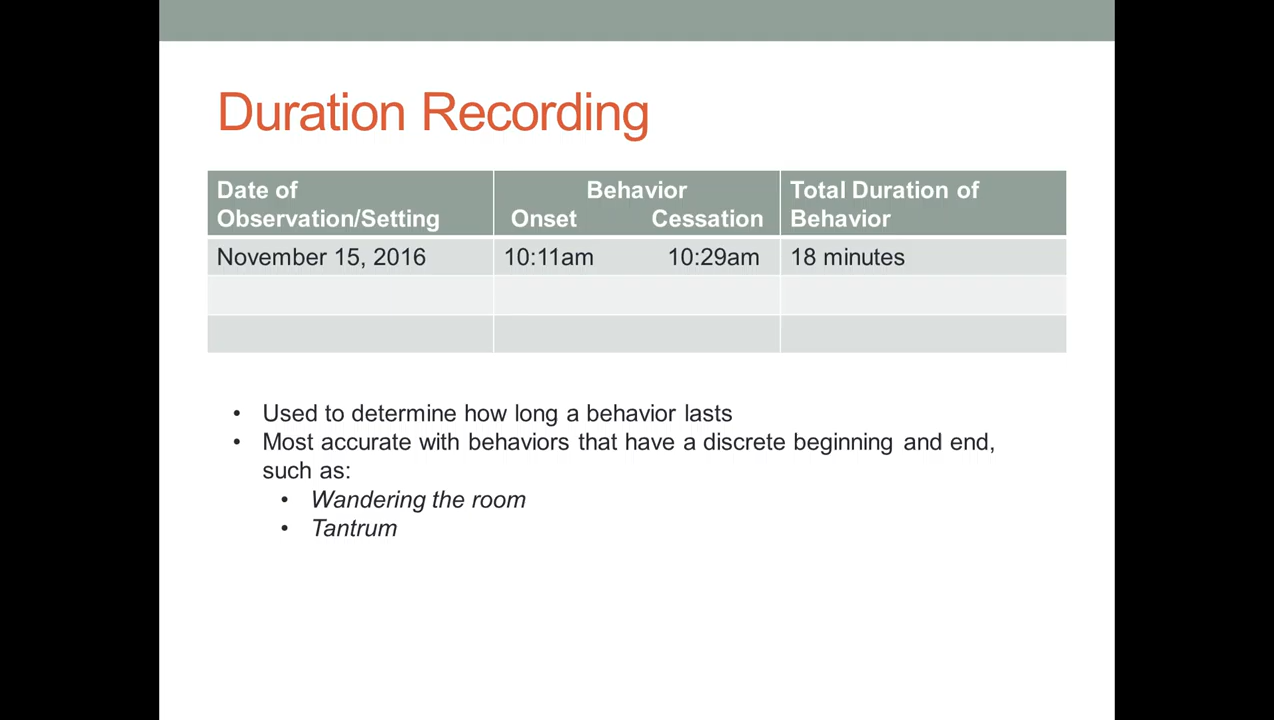 Duration Recording
Date of Observation/Setting
Behavior
Onset Cessation
Total Duration of Behavior
November 15, 2016 10:11am 10:29am 18 minutes
• Used to determine how long a behavior lasts
• Most accurate with behaviors that have a discrete beginning and end,
such as:
• Wandering the room
• Tantrum